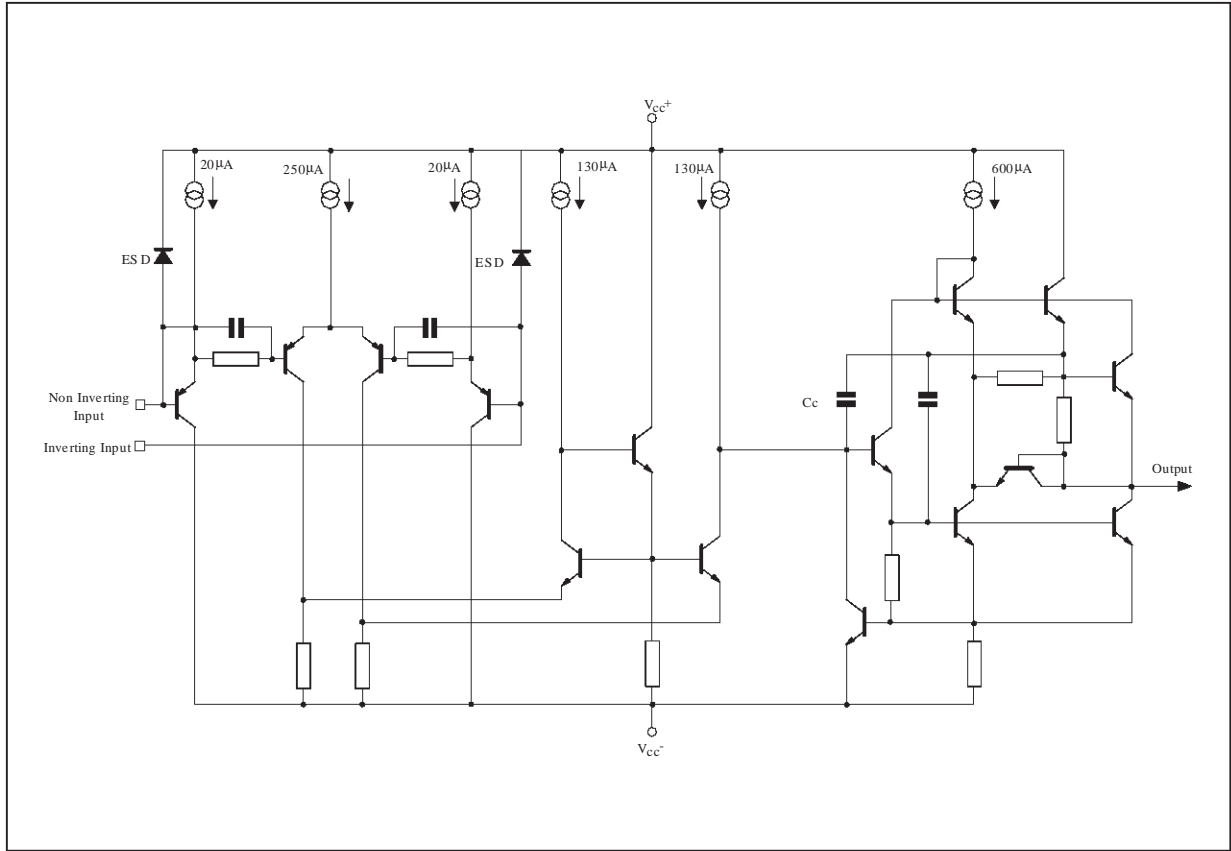 Vcc+
20µA
250µA
20µA
130µA
130µA
600µA
ESD
ESD
Non Inverting
Input
Cc
Inverting Input
Output
Vcc-